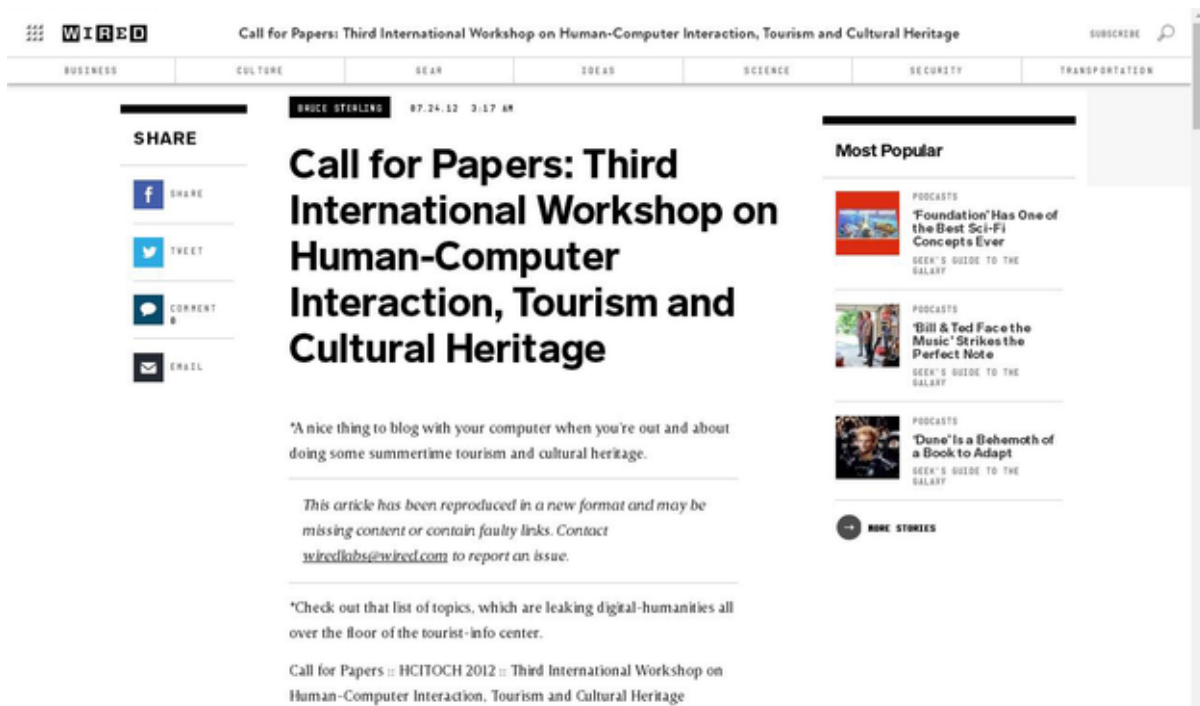 WIRED
Call for Papers: Third International Workshop on Human-Computer Interaction, Tourism and Cultural Heritage
SUBSCRIBE
BUSINESS
CULTURE
GEAR
IDEAS
SCIENCE
SECURITY
TRANSPORTATION
SHARE
SHARE
TWEET
COMMENT
0
EMAIL
BRUCE STERLING 07.24.12 3:17 AM
Call for Papers: Third
International Workshop on
Human-Computer
Interaction, Tourism and
Cultural Heritage
*A nice thing to blog with your computer when you're out and about
doing some summertime tourism and cultural heritage.
This article has been reproduced in a new format and may be
missing content or contain faulty links. Contact
wiredlabs@wired.com to report an issue.
*Check out that list of topics, which are leaking digital-humanities all
over the floor of the tourist-info center.
Call for Papers :: HCITOCH 2012 :: Third International Workshop on
Human-Computer Interaction, Tourism and Cultural Heritage
Most Popular
PODCASTS
'Foundation' Has One of
the Best Sci-Fi
Concepts Ever
GEEK'S GUIDE TO THE
GALAXY
PODCASTS
'Bill & Ted Face the
Music' Strikes the
Perfect Note
GEEK'S GUIDE TO THE
GALAXY
PODCASTS
'Dune' Is a Behemoth of
a Book to Adapt
GEEK'S GUIDE TO THE
GALAXY
MORE STORIES